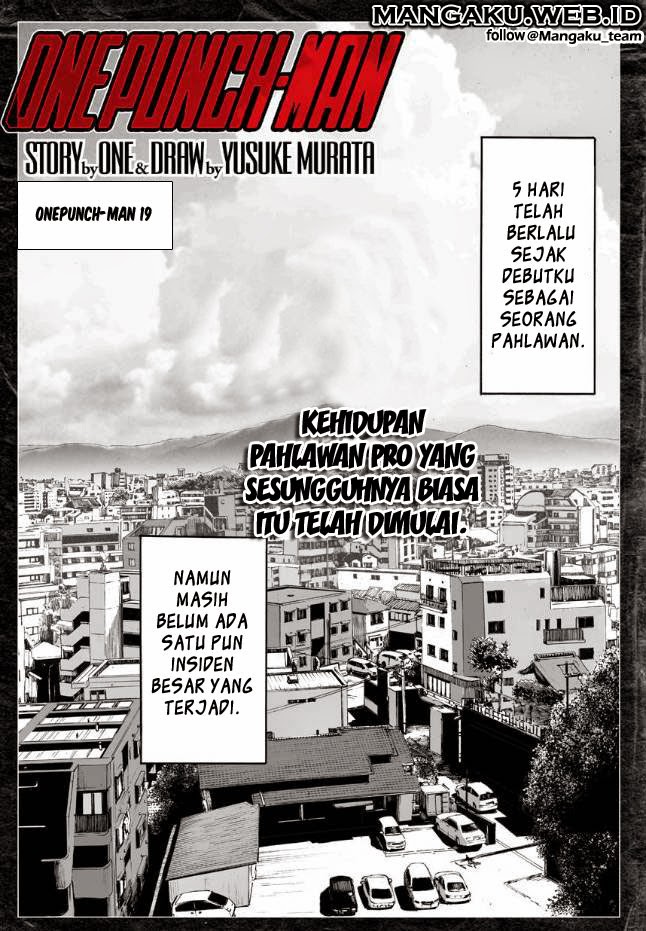 MANGAKU.WEB.ID
follow @Mangaku_team
ONEPUNCH-MAN
STORY by ONE & DRAW by YUSUKE MURATA
ONEPUNCH-MAN 19
5 HARI
TELAH
BERLALU
SEJAK
DEBUTKU
SEBAGAI
SEORANG
PAHLAWAN.
KEHIDUPAN
PAHLAWAN PRO YANG
SESUNGGUHNYA BIASA
ITU TELAH DIMULAI.
NAMUN
MASIH
BELUM ADA
SATU PUN
INSIDEN
BESAR YANG
TERJADI.